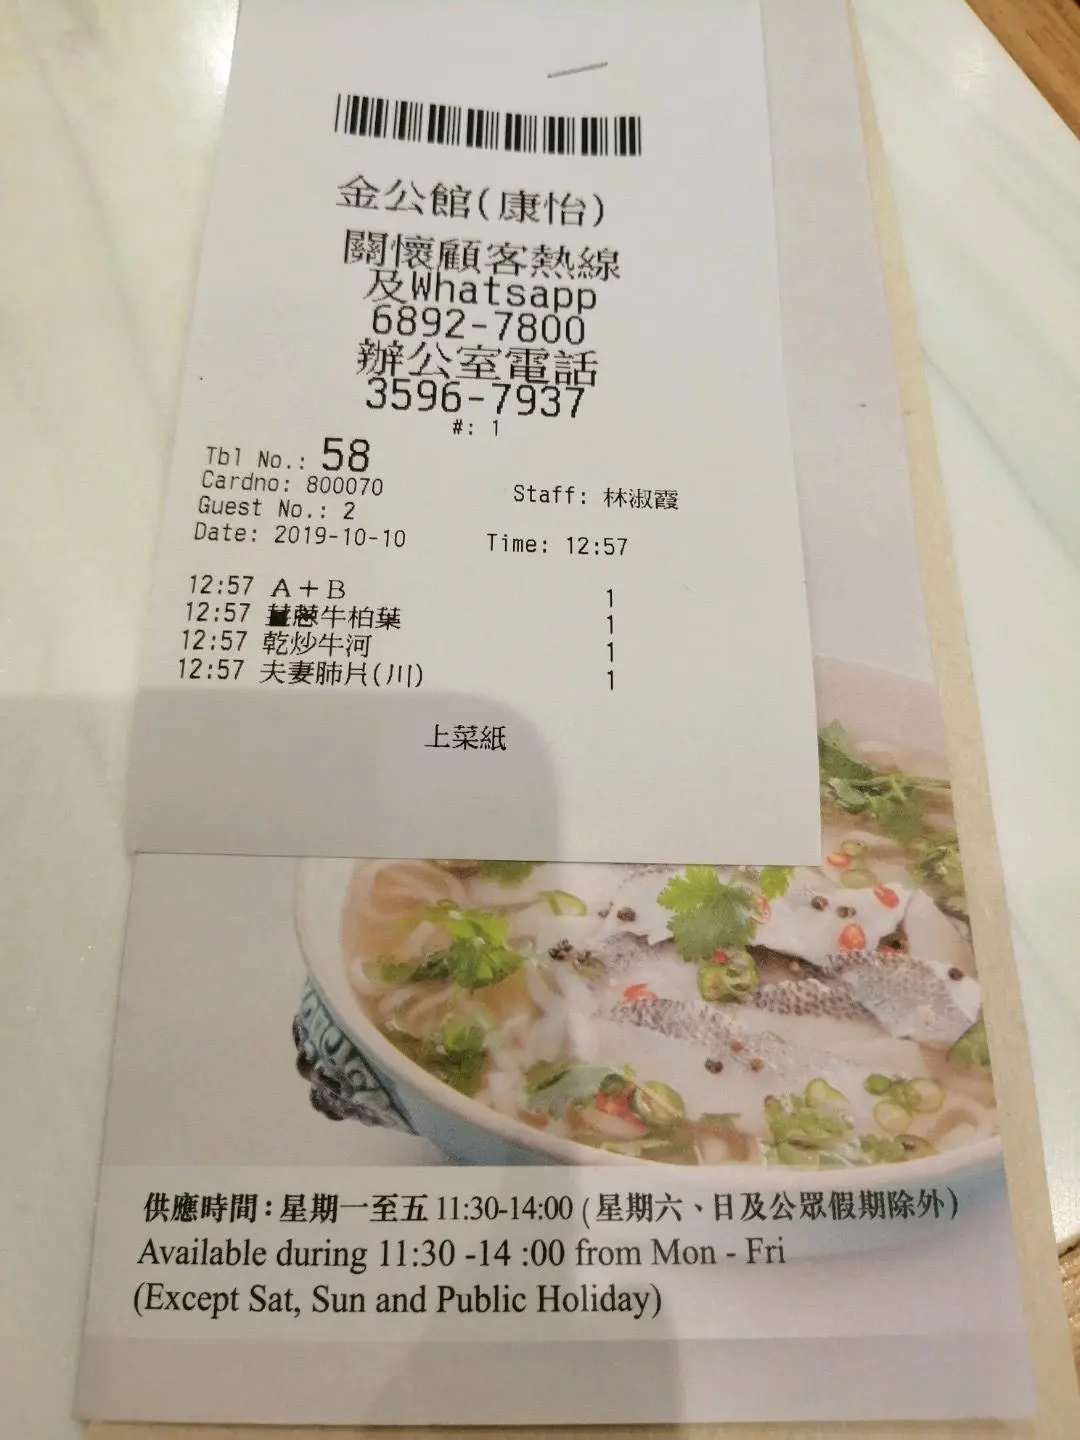 金公館(康怡)
關懷顧客熱線
及Whatsapp
6892-7800
辦公室電話
3596-7937
#: 1
Tbl No.: 58
Cardno: 800070 Staff: 林淑霞
Guest No.: 2
Date: 2019-10-10 Time: 12:57
12:57 A+B 1
12:57 薑蔥牛柏葉 1
12:57 乾炒牛河 1
12:57 夫妻肺片(川) 1
上菜紙
供應時間:星期一至五 11:30-14:00 (星期六、日及公眾假期除外)
Available during 11:30 -14 :00 from Mon - Fri
(Except Sat, Sun and Public Holiday)